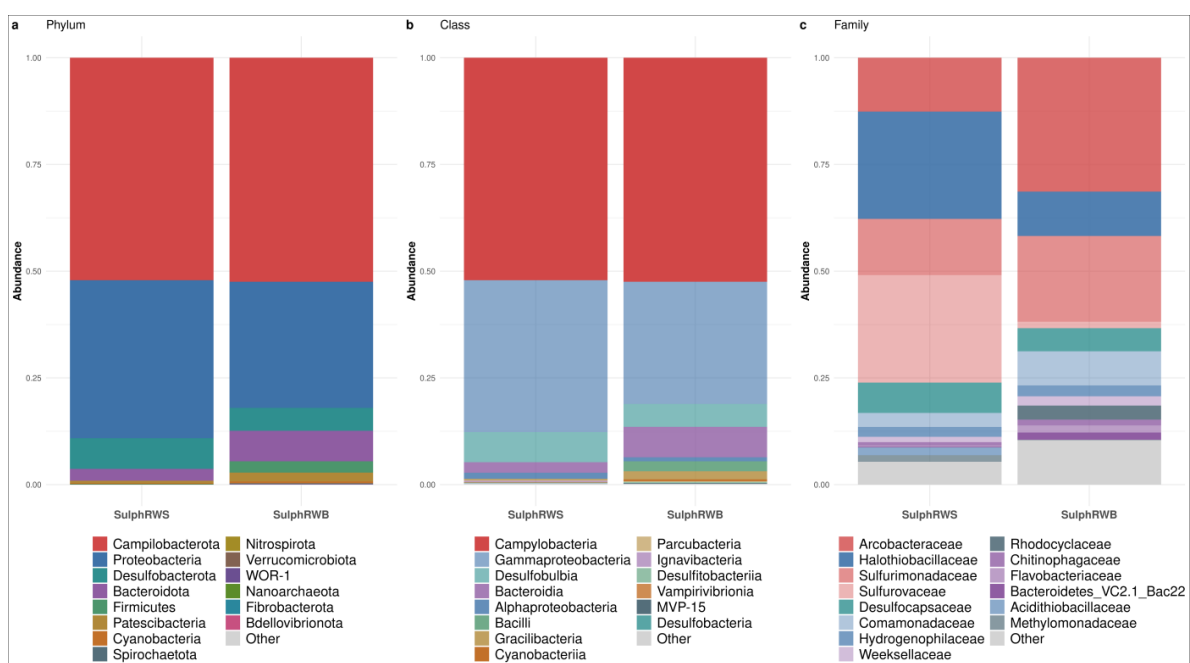 a Phylum
b Class
c Family
Abundance
1.00
0.75
0.50
0.25
0.00
SulphRWS SulphRWB
Campilobacterota
Proteobacteria
Desulfobacterota
Bacteroidota
Firmicutes
Patescibacteria
Cyanobacteria
Spirochaetota
Nitrospirota
Verrucomicrobiota
WOR-1
Nanoarchaeota
Fibrobacterota
Bdellovibrionota
Other
Abundance
1.00
0.75
0.50
0.25
0.00
SulphRWS SulphRWB
Campylobacteria
Gammaproteobacteria
Desulfobulbia
Bacteroidia
Alphaproteobacteria
Bacilli
Gracilibacteria
Cyanobacteriia
Parcubacteria
Ignavibacteria
Desulfitobacteriia
Vampirivibrionia
MVP-15
Desulfobacteria
Other
Abundance
1.00
0.75
0.50
0.25
0.00
SulphRWS SulphRWB
Arcobacteraceae
Halothiobacillaceae
Sulfurimonadaceae
Sulfurovaceae
Desulfocapsaceae
Comamonadaceae
Hydrogenophilaceae
Weeksellaceae
Rhodocyclaceae
Chitinophagaceae
Flavobacteriaceae
Bacteroidetes_VC2.1_Bac22
Acidithiobacillaceae
Methylomonadaceae
Other